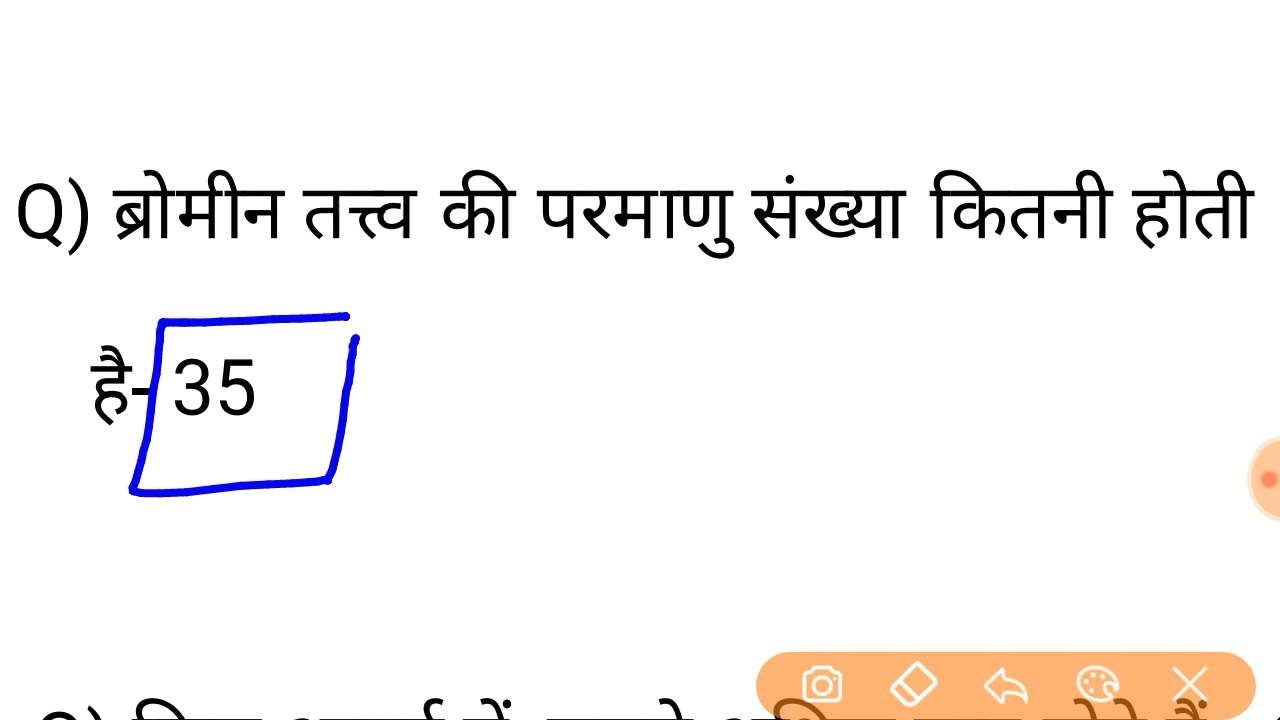 Q) ब्रोमीन तत्त्व की परमाणु संख्या कितनी होती
है- 35